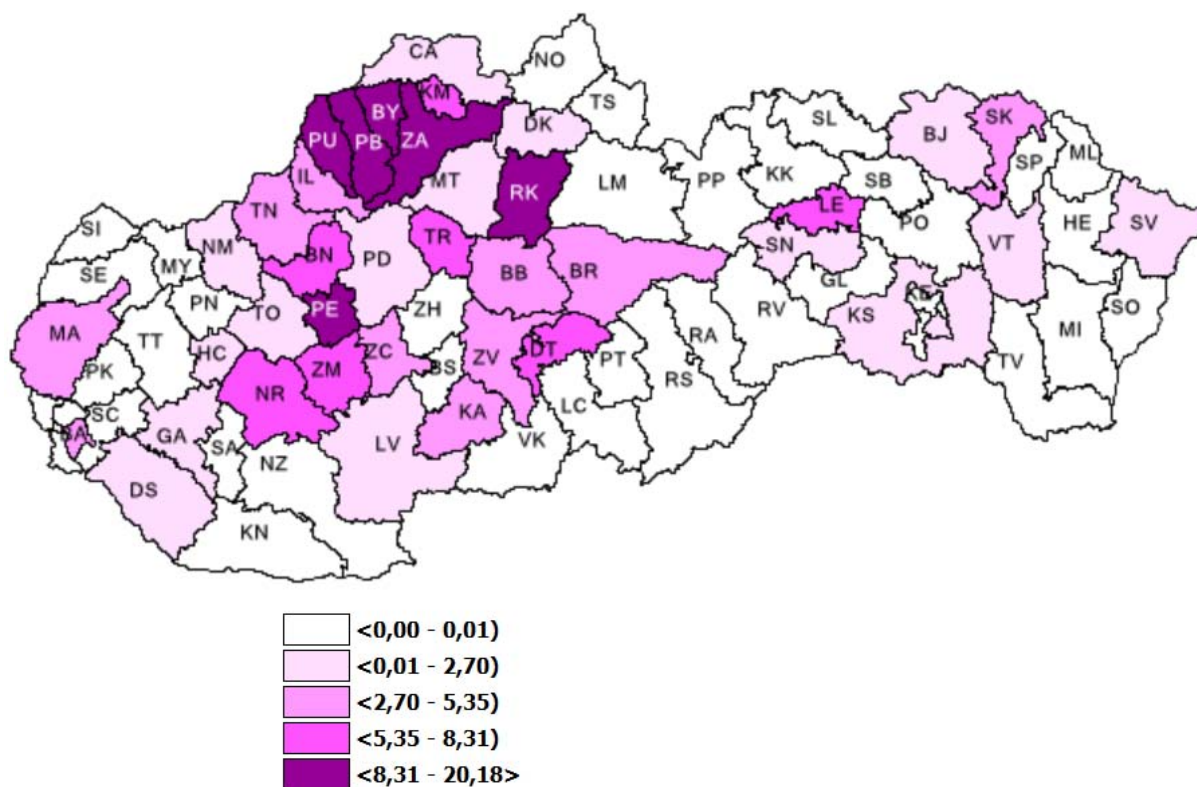 CA
NO
KM
TS
BY
PU
PB
ZA
DK
SL
BJ
SK
SP
ML
IL
MT
RK
LM
PP
KK
SB
LE
PO
HE
SV
TN
SI
NM
BN
PD
TR
BB
BR
SN
VT
SE
MY
PN
TO
PE
ZH
GL
KE
KS
SO
MA
TT
HC
ZM
ZC
BS
ZV
DT
PT
RA
RV
MI
TV
PK
SC
NR
KA
LC
RS
BA
GA
SA
NZ
LV
VK
DS
KN
<0,00 - 0,01)
<0,01 - 2,70)
<2,70 - 5,35)
<5,35 - 8,31)
<8,31 - 20,18>